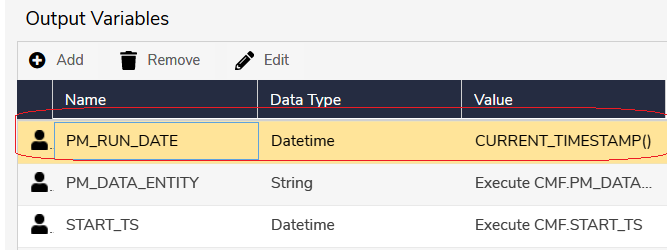 Output Variables
Add Remove Edit
Name Data Type Value
PM_RUN_DATE Datetime CURRENT_TIMESTAMP()
PM_DATA_ENTITY String Execute CMF.PM_DATA...
START_TS Datetime Execute CMF.START_TS